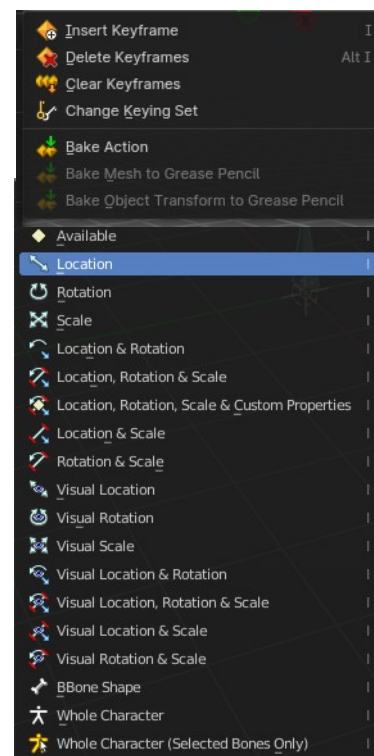 Insert Keyframe I
Delete Keyframes Alt I
Clear Keyframes
Change Keying Set
Bake Action
Bake Mesh to Grease Pencil
Bake Object Transform to Grease Pencil
Available I
Location I
Rotation I
Scale I
Location & Rotation I
Location, Rotation & Scale I
Location, Rotation, Scale & Custom Properties I
Location & Scale I
Rotation & Scale I
Visual Location I
Visual Rotation I
Visual Scale I
Visual Location & Rotation I
Visual Location, Rotation & Scale I
Visual Location & Scale I
Visual Rotation & Scale I
BBone Shape I
Whole Character I
Whole Character (Selected Bones Only) I